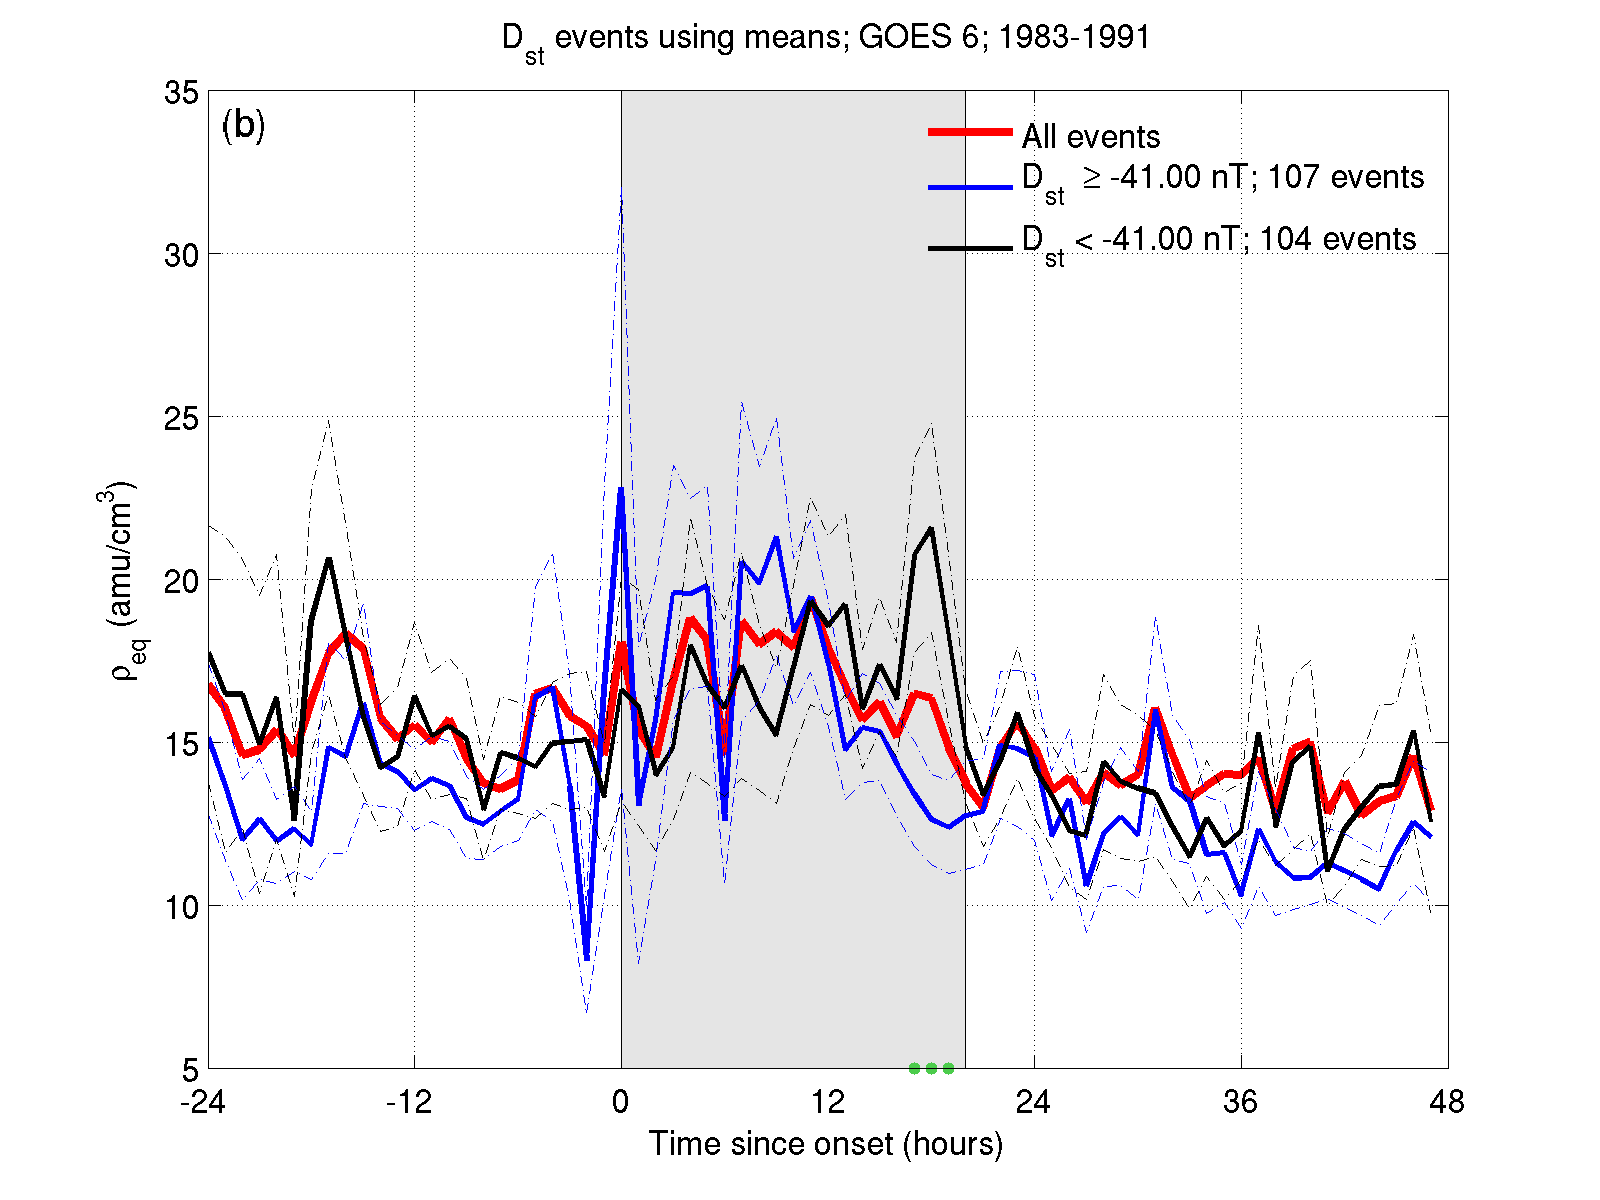 D_st events using means; GOES 6; 1983-1991
(b)
All events
D_st ≥ -41.00 nT; 107 events
D_st < -41.00 nT; 104 events
35
30
25
20
15
10
5
ρ_eq (amu/cm^3)
-24 -12 0 12 24 36 48
Time since onset (hours)